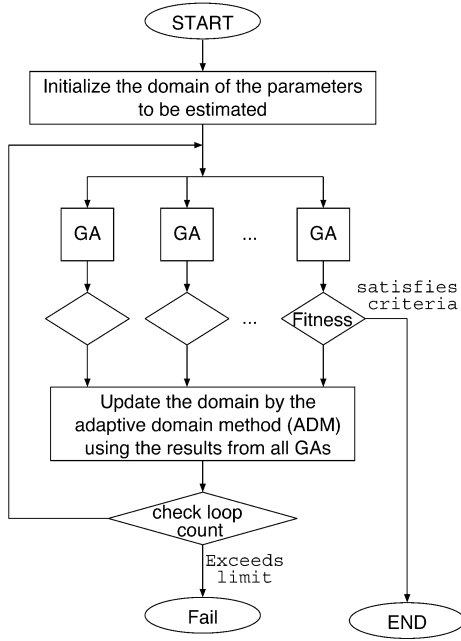 START
Initialize the domain of the parameters
to be estimated
GA
GA
...
GA
satisfies
criteria
...
Fitness
Update the domain by the
adaptive domain method (ADM)
using the results from all GAs
check loop
count
Exceeds
limit
Fail
END